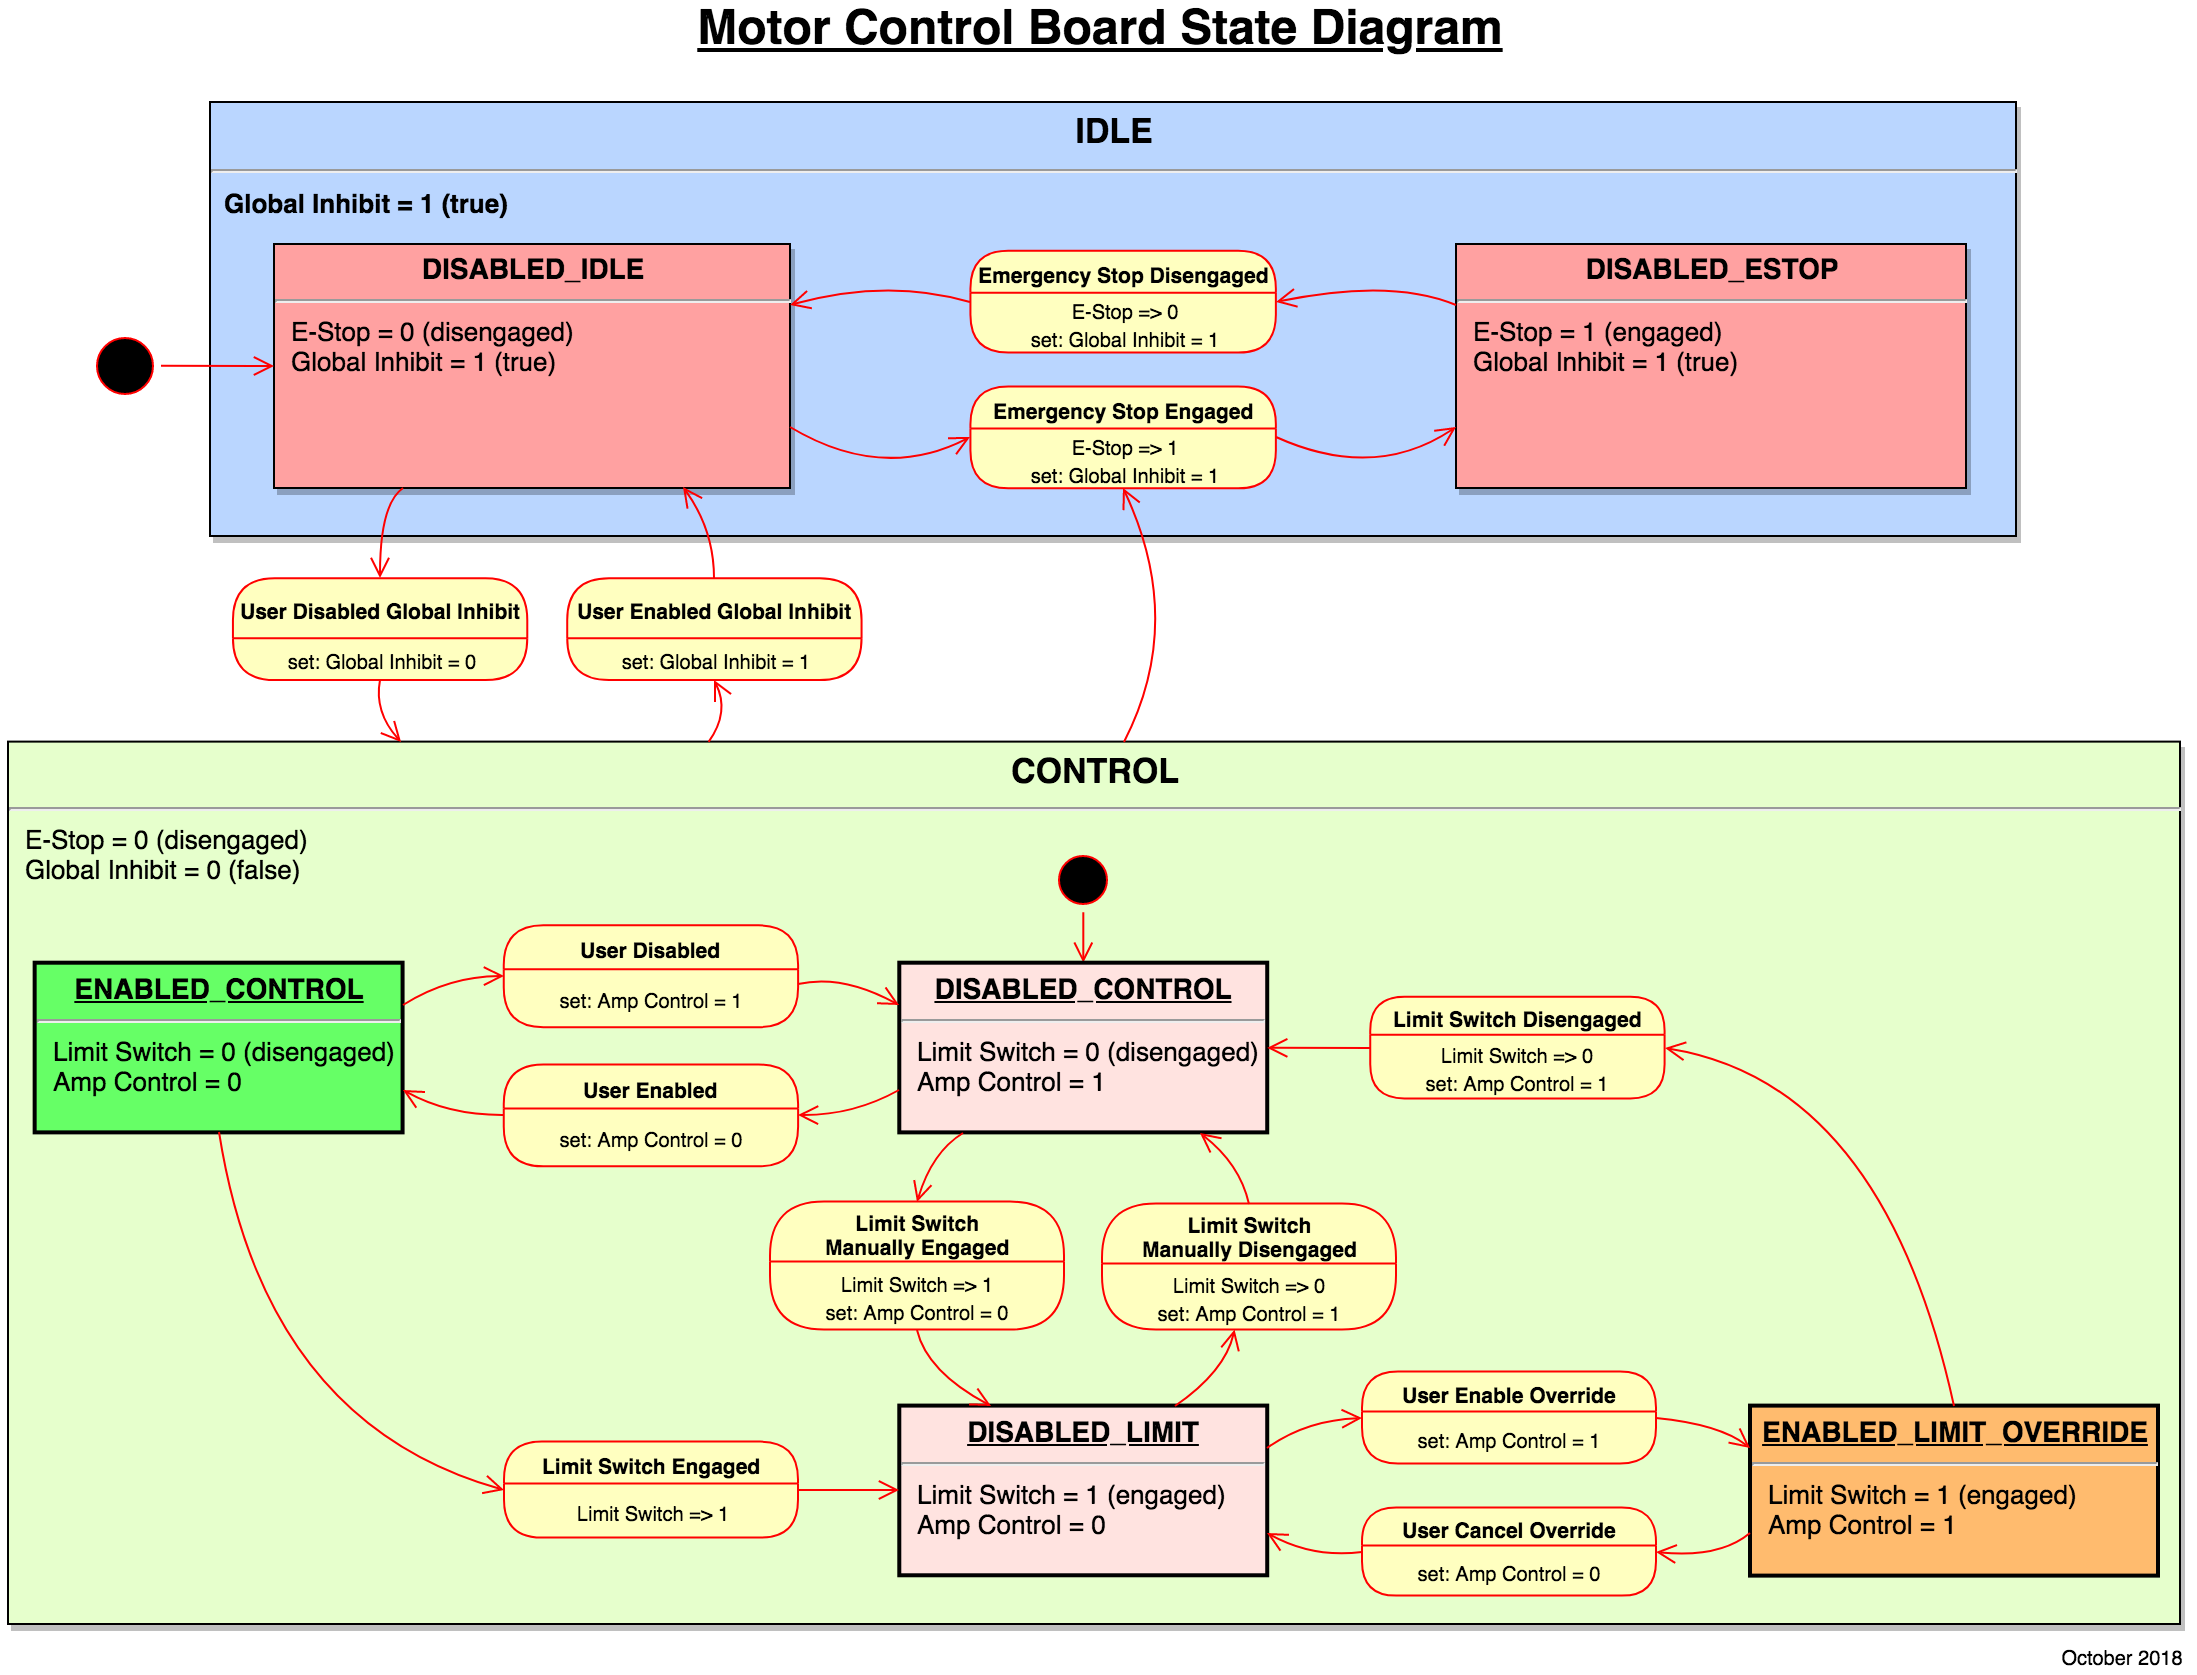 Motor Control Board State Diagram
IDLE
Global Inhibit = 1 (true)
DISABLED_IDLE
E-Stop = 0 (disengaged)
Global Inhibit = 1 (true)
Emergency Stop Disengaged
E-Stop => 0
set: Global Inhibit = 1
Emergency Stop Engaged
E-Stop => 1
set: Global Inhibit = 1
DISABLED_ESTOP
E-Stop = 1 (engaged)
Global Inhibit = 1 (true)
User Disabled Global Inhibit
set: Global Inhibit = 0
User Enabled Global Inhibit
set: Global Inhibit = 1
CONTROL
E-Stop = 0 (disengaged)
Global Inhibit = 0 (false)
ENABLED_CONTROL
Limit Switch = 0 (disengaged)
Amp Control = 0
User Disabled
set: Amp Control = 1
User Enabled
set: Amp Control = 0
DISABLED_CONTROL
Limit Switch = 0 (disengaged)
Amp Control = 1
Limit Switch Disengaged
Limit Switch => 0
set: Amp Control = 1
Limit Switch
Manually Engaged
Limit Switch => 1
set: Amp Control = 0
Limit Switch
Manually Disengaged
Limit Switch => 0
set: Amp Control = 1
Limit Switch Engaged
Limit Switch => 1
DISABLED_LIMIT
Limit Switch = 1 (engaged)
Amp Control = 0
User Enable Override
set: Amp Control = 1
User Cancel Override
set: Amp Control = 0
ENABLED_LIMIT_OVERRIDE
Limit Switch = 1 (engaged)
Amp Control = 1
October 2018